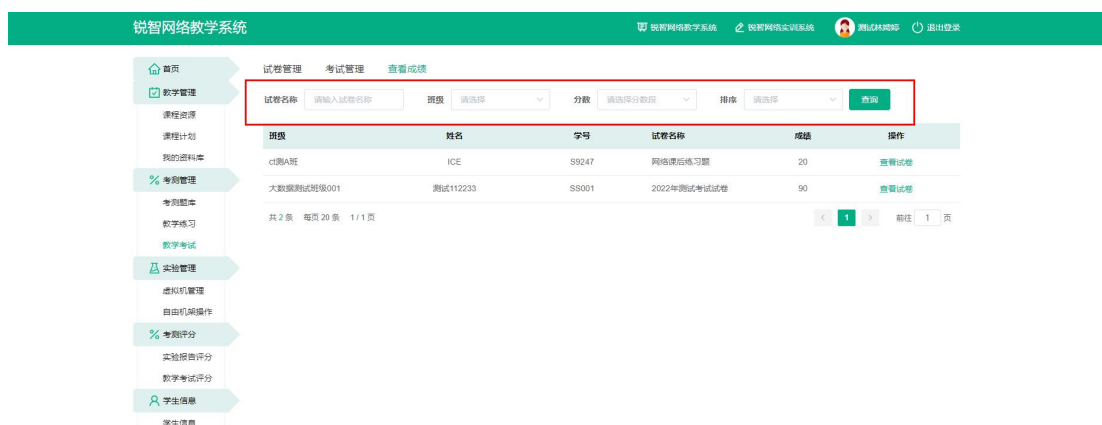 锐智网络教学系统 锐智网络教学系统 锐智网络实训系统 测试林婷婷 退出登录
首页 试卷管理 考试管理 查看成绩
教学管理 试卷名称 请输入试卷名称 班级 请选择 分数 请选择分数段 排序 请选择 查询
课程资源
课程计划 班级 姓名 学号 试卷名称 成绩 操作
我的资料库 ct测A班 ICE S9247 网络课后练习题 20 查看试卷
考测管理
大数据测试班级001 测试112233 SS001 2022年测试考试试卷 90 查看试卷
考测题库
教学练习 共 2 条 每页 20 条 1 / 1 页 < 1 > 前往 1 页
教学考试
实验管理
虚拟机管理
自由机架操作
考测评分
实验报告评分
教学考试评分
学生信息
学生信息